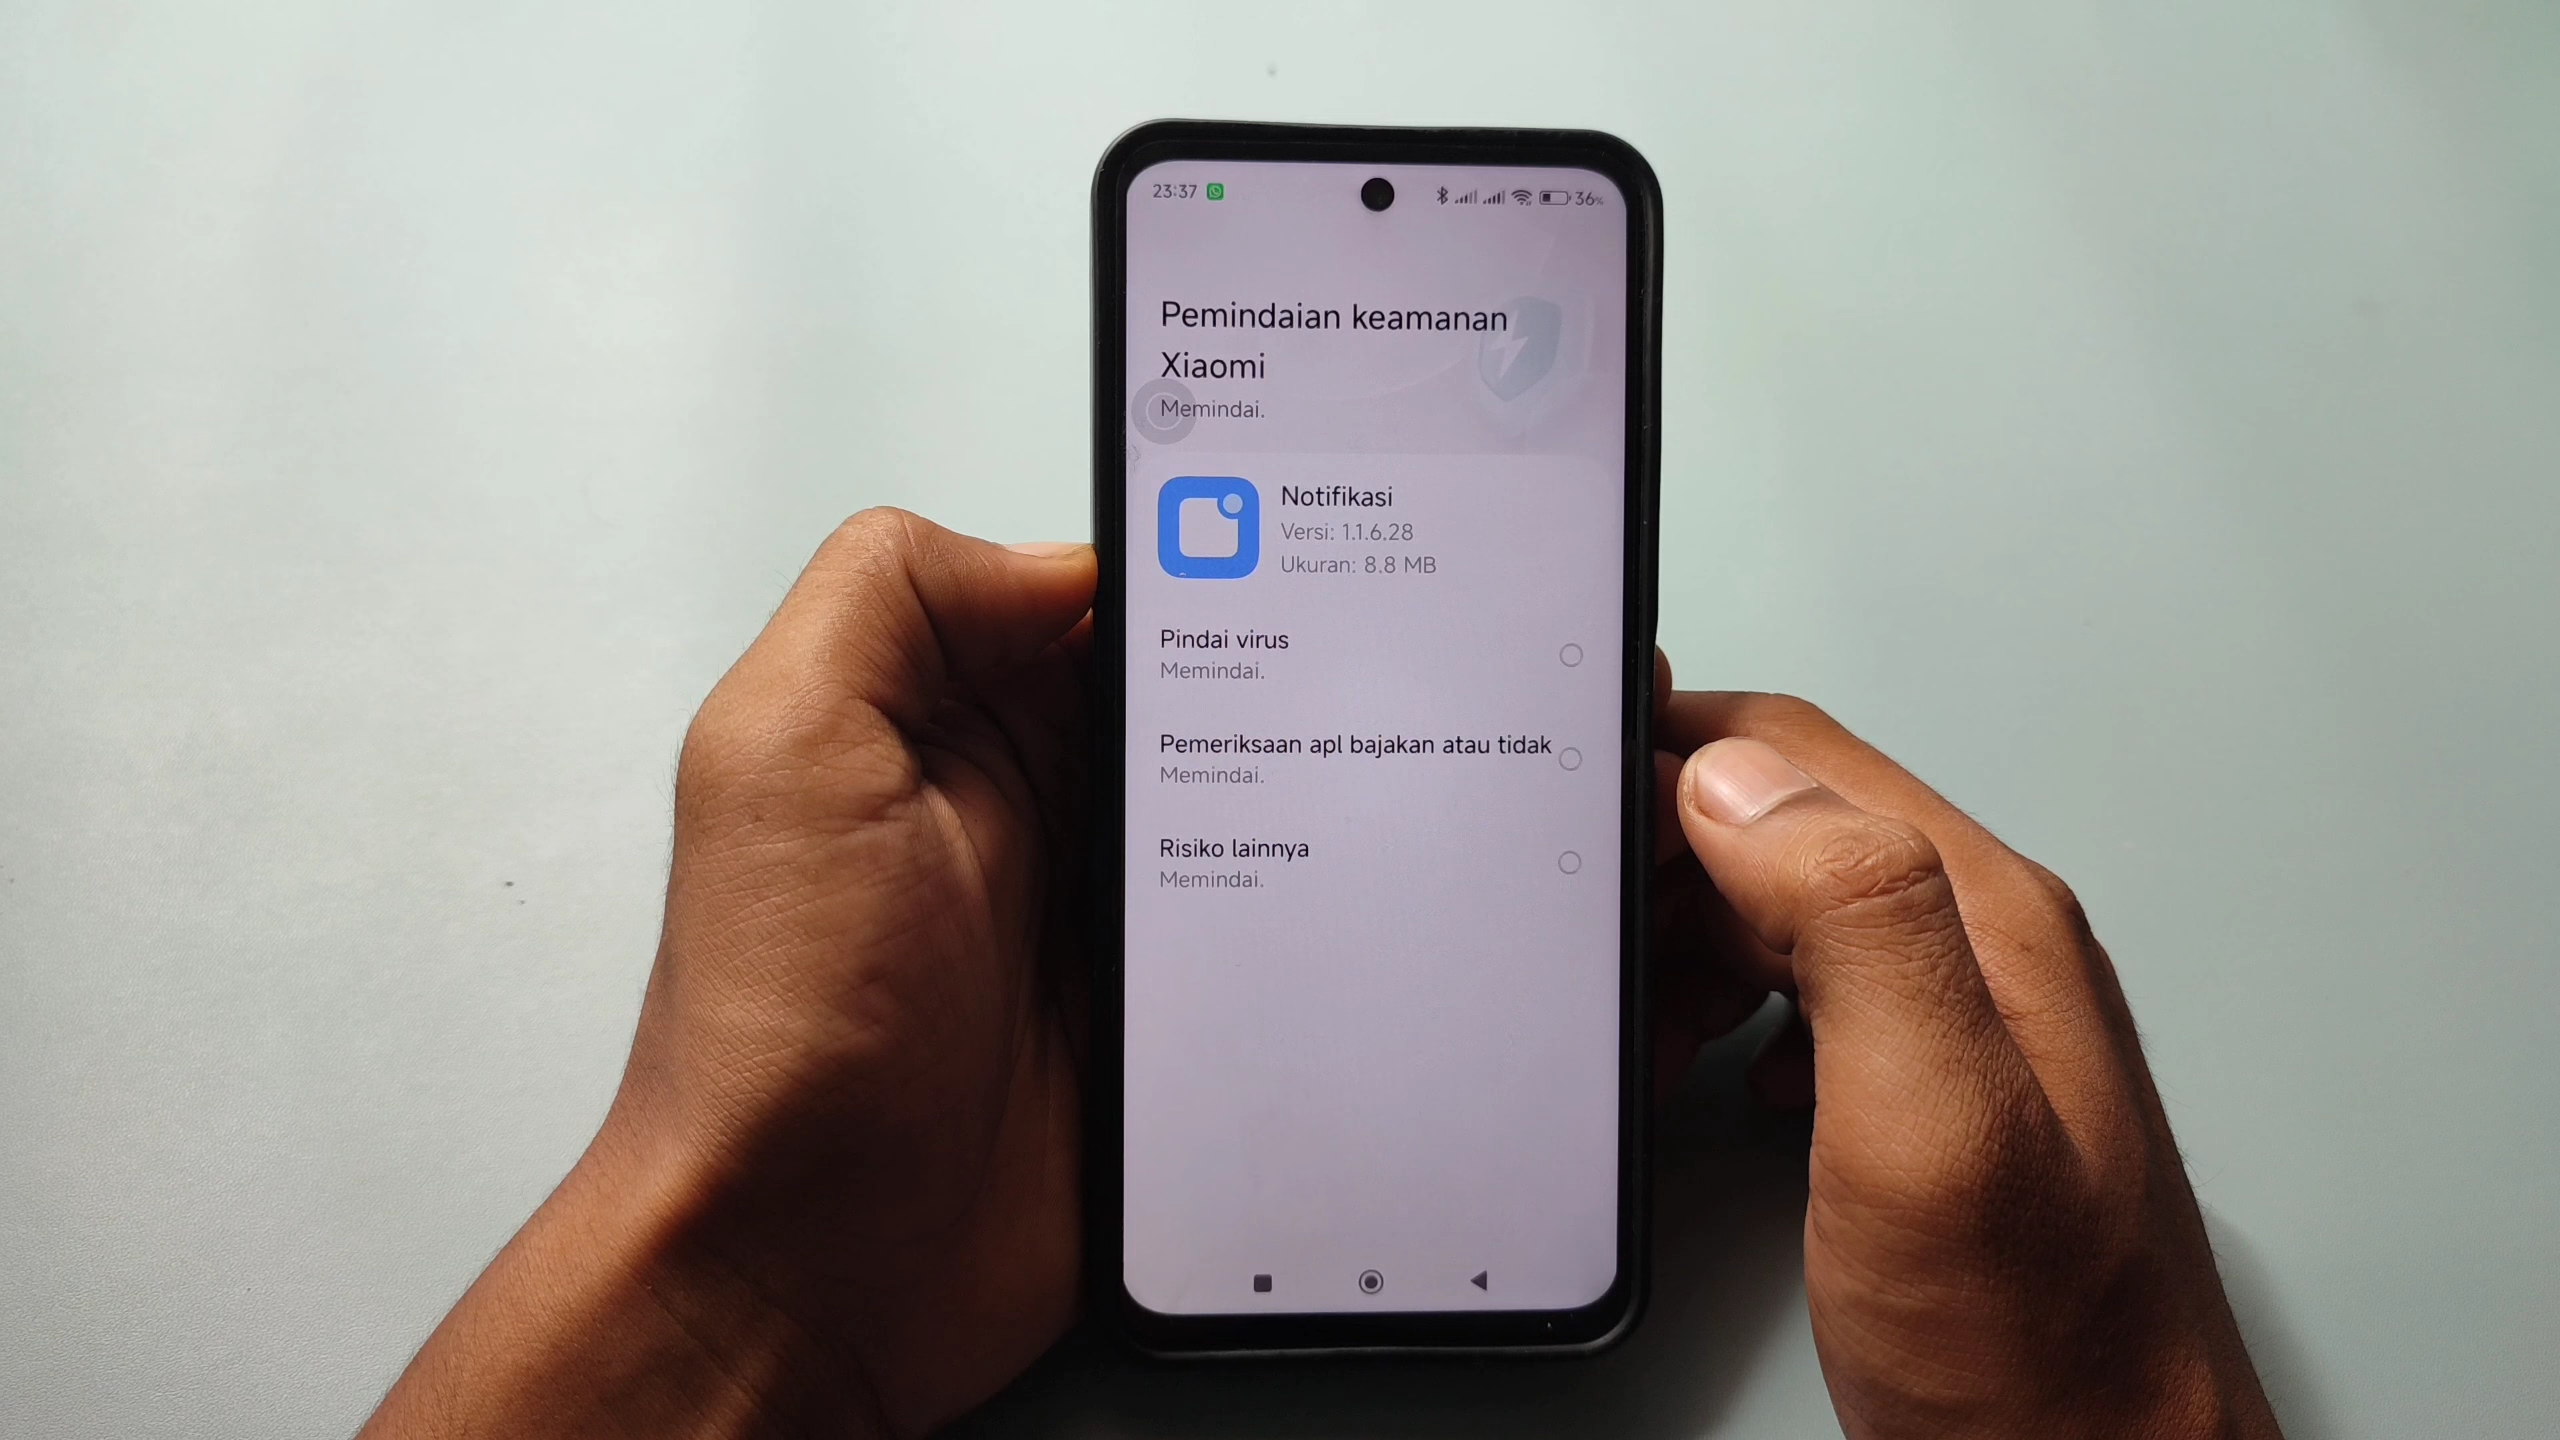 23:37 36%
Pemindaian keamanan
Xiaomi
Memindai.
Notifikasi
Versi: 1.1.6.28
Ukuran: 8.8 MB
Pindai virus
Memindai.
Pemeriksaan apl bajakan atau tidak
Memindai.
Risiko lainnya
Memindai.